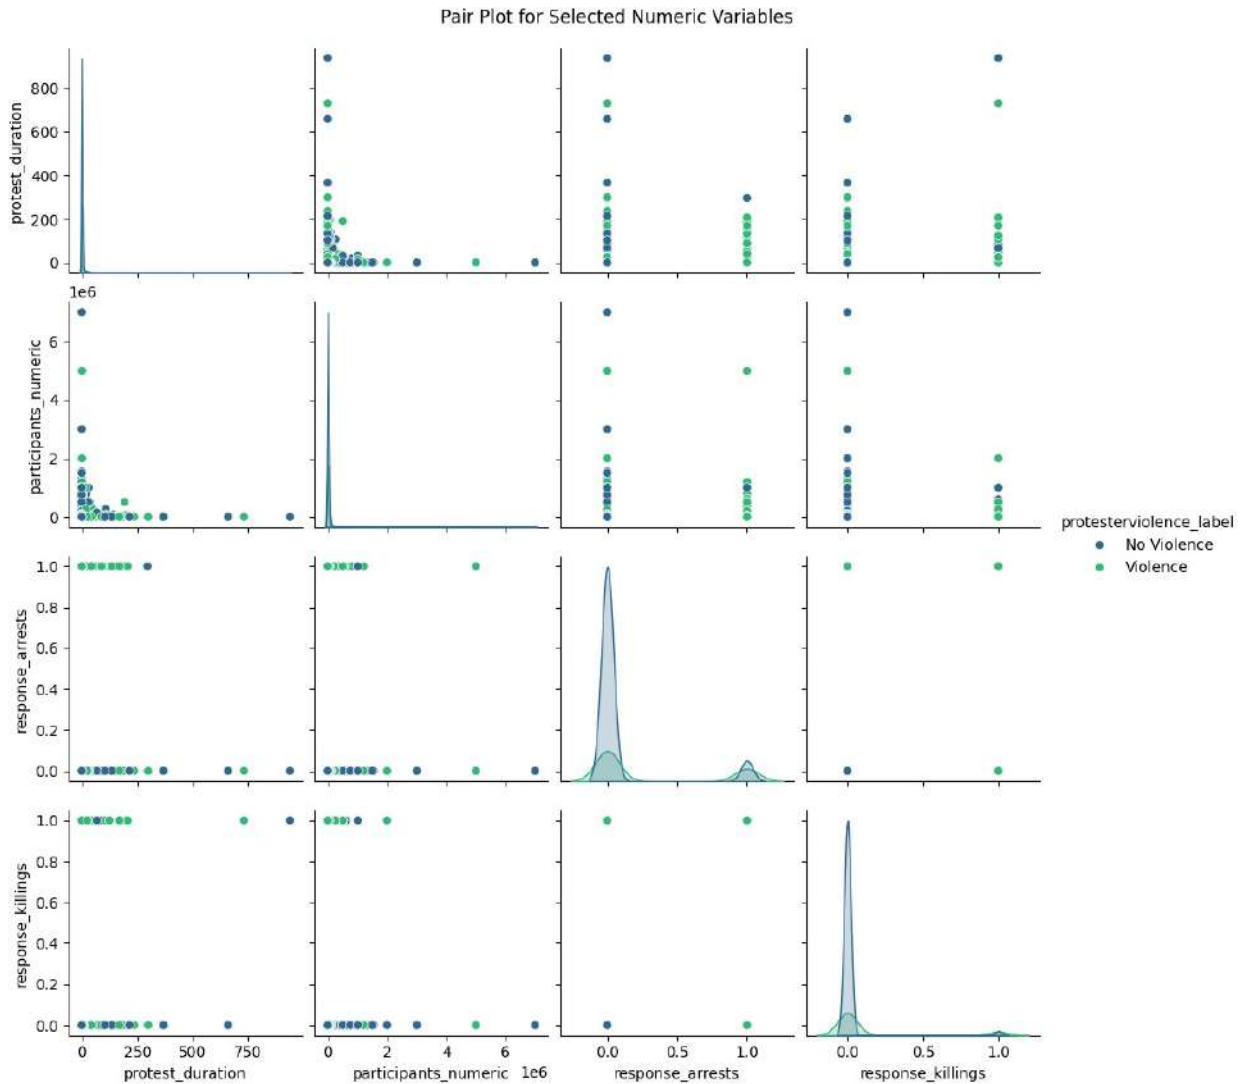 Pair Plot for Selected Numeric Variables
protest_duration
800
600
400
200
0
1e6
participants_numeric
6
4
2
0
protesterviolence_label
No Violence
Violence
response_arrests
1.0
0.8
0.6
0.4
0.2
0.0
response_killings
1.0
0.8
0.6
0.4
0.2
0.0
0 250 500 750 0 2 4 6 0.0 0.5 1.0 0.0 0.5 1.0
protest_duration participants_numeric 1e6 response_arrests response_killings